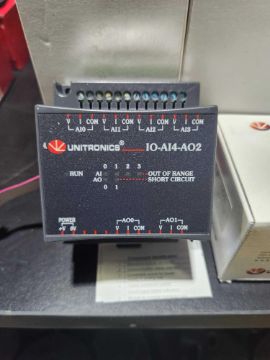 V I COM V I COM V I COM V I COM
AI0 AI1 AI2 AI3
UNITRONICS® IO-AI4-AO2
0 1 2 3
RUN AI OUT OF RANGE
AO SHORT CIRCUIT
0 1
POWER AO0 AO1
+V 0V V I COM V I COM